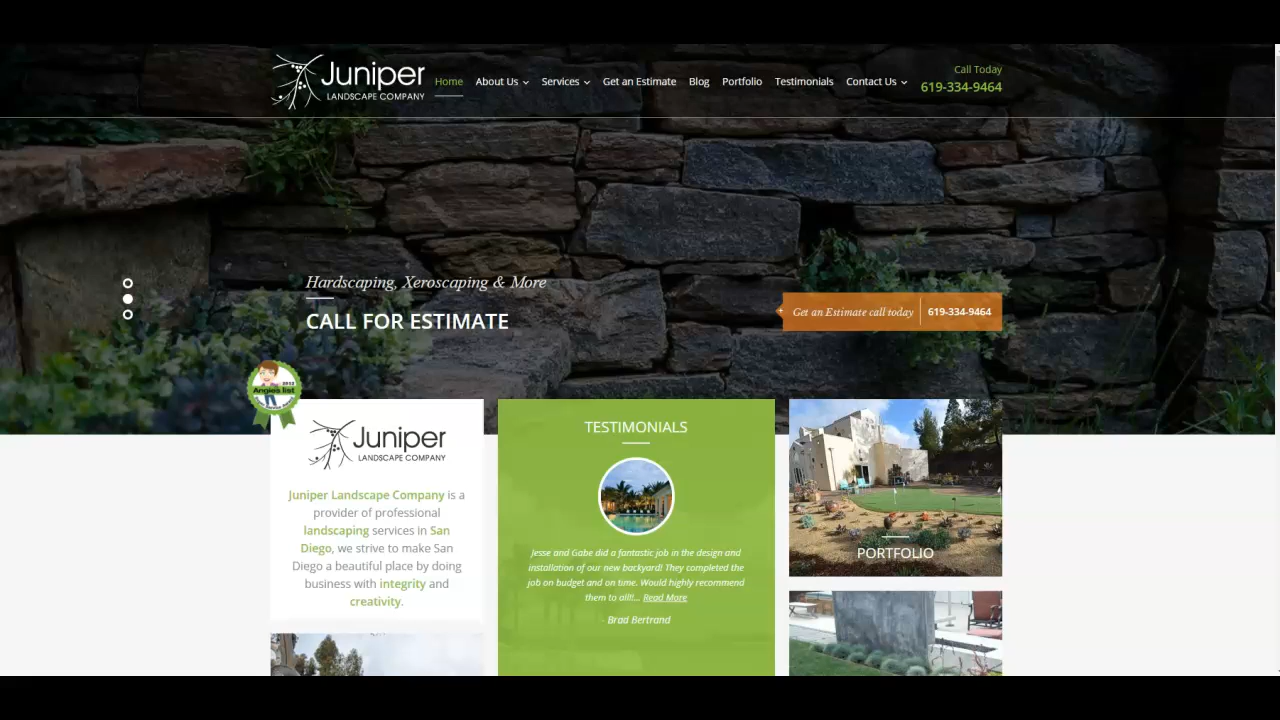 Juniper
LANDSCAPE COMPANY
Home
About Us
Services
Get an Estimate
Blog
Portfolio
Testimonials
Contact Us
Call Today
619-334-9464
Hardscaping, Xeroscaping & More
CALL FOR ESTIMATE
Get an Estimate call today
619-334-9464
Angies list
Juniper
LANDSCAPE COMPANY
Juniper Landscape Company is a
provider of professional
landscaping services in San
Diego, we strive to make San
Diego a beautiful place by doing
business with integrity and
creativity.
TESTIMONIALS
Jesse and Gabe did a fantastic job in the design and
installation of our new backyard! They completed the
job on budget and on time. Would highly recommend
them to all!!... Read More
- Brad Bertrand
PORTFOLIO